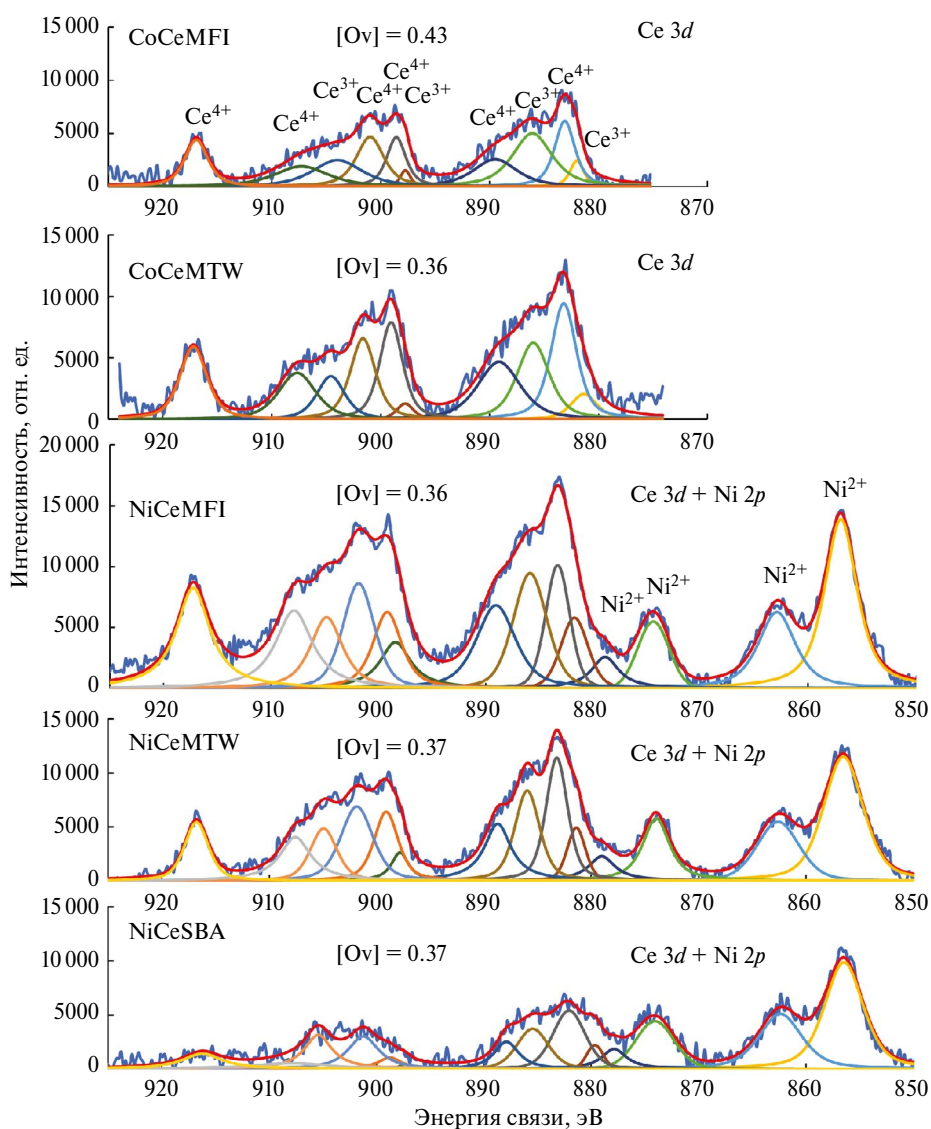 15 000 CoCeMFI [Ov] = 0.43 Ce 3d
10 000 Ce⁴⁺ Ce⁴⁺
Ce³⁺ Ce⁴⁺ Ce³⁺ Ce³⁺
Ce⁴⁺ Ce⁴⁺ Ce⁴⁺ Ce³⁺
5000
0
920 910 900 890 880 870
15 000
CoCeMTW [Ov] = 0.36 Ce 3d
10 000
5000
0
920 910 900 890 880 870
20 000
NiCeMFI [Ov] = 0.36 Ce 3d + Ni 2p Ni²⁺
15 000
10 000
Ni²⁺ Ni²⁺ Ni²⁺
5000
0
920 910 900 890 880 870 860 850
15 000
NiCeMTW [Ov] = 0.37 Ce 3d + Ni 2p
10 000
5000
0
920 910 900 890 880 870 860 850
15 000
NiCeSBA [Ov] = 0.37 Ce 3d + Ni 2p
10 000
5000
0
920 910 900 890 880 870 860 850
Энергия связи, эВ
Интенсивность, отн. ед.